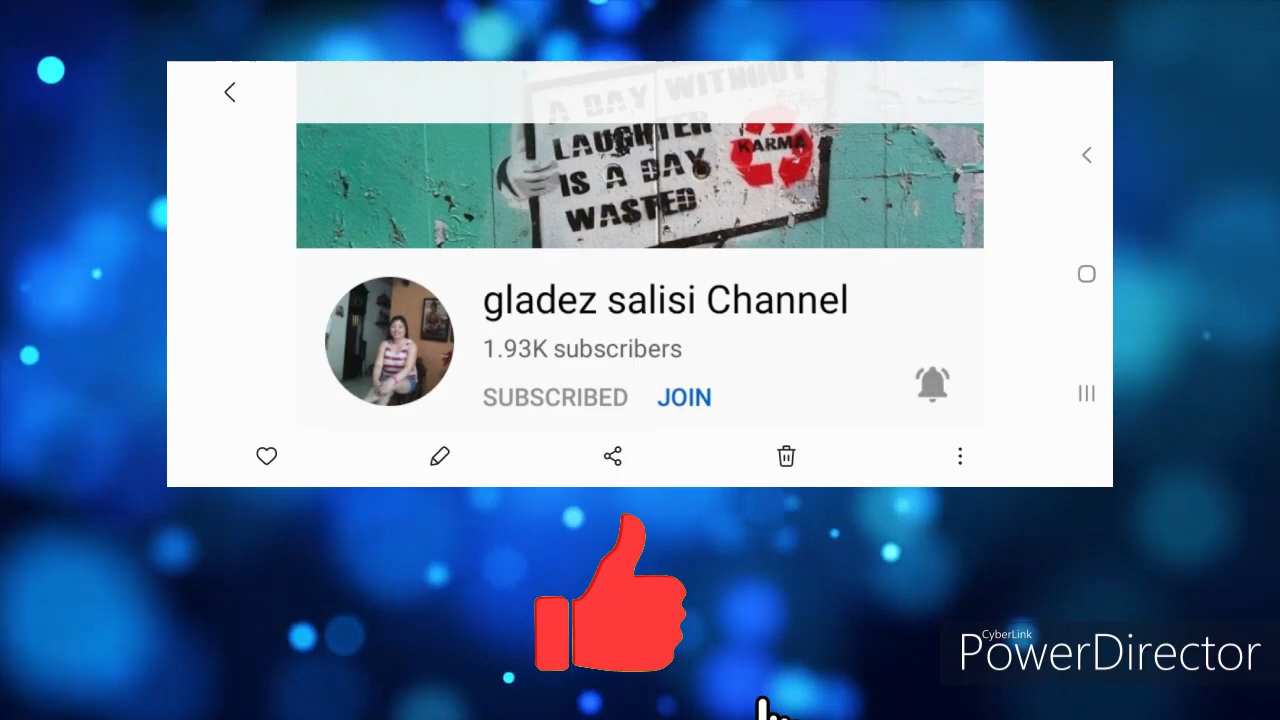 A DAY WITHOUT
LAUGHTER
IS A DAY
WASTED
KARMA
gladez salisi Channel
1.93K subscribers
SUBSCRIBED JOIN
CyberLink
PowerDirector